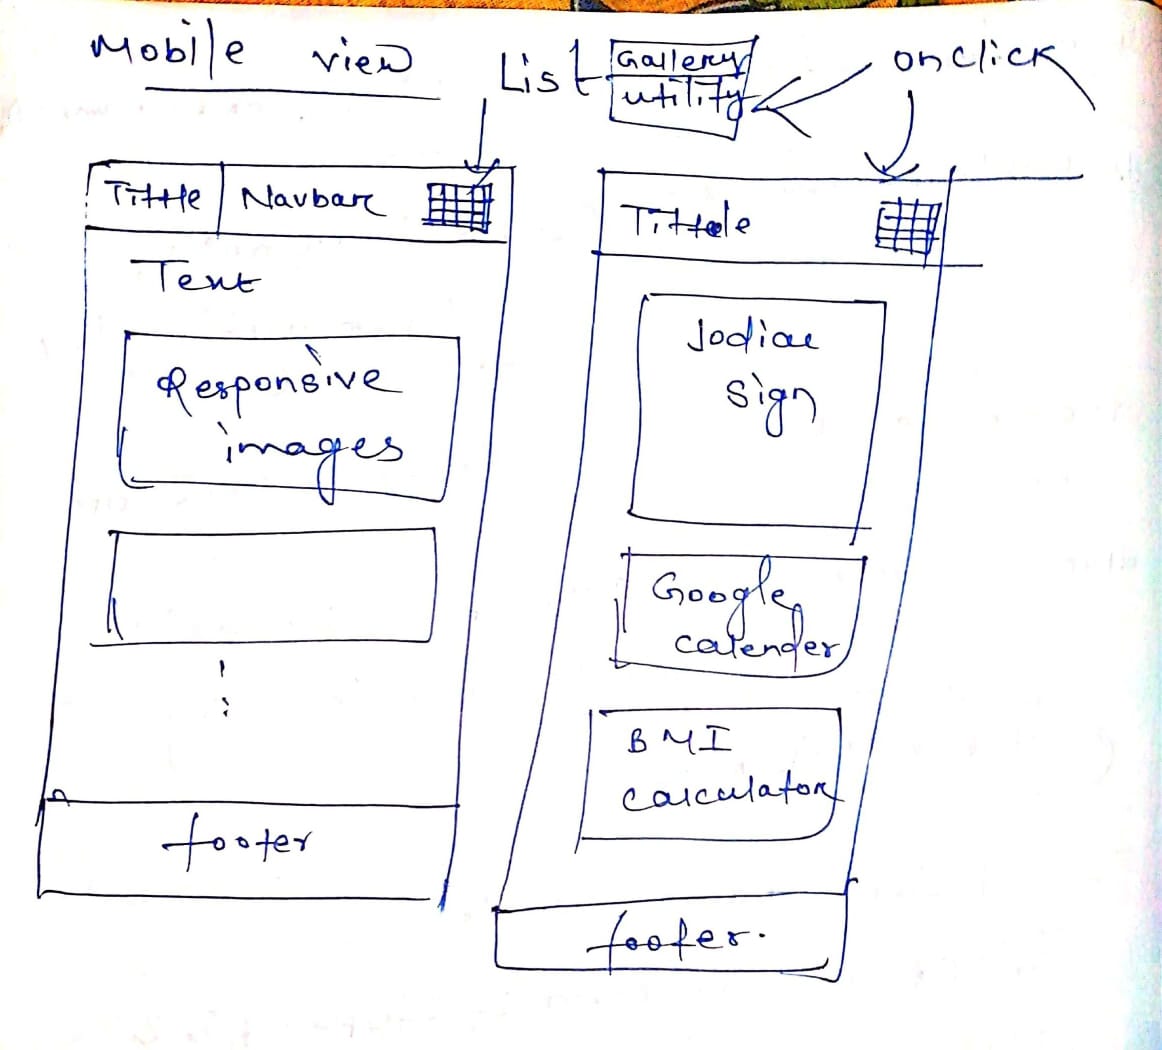 Mobile view
List
Gallery
utility
onclick
Tittle
Navbar
Text
Responsive
images
footer
Tittele
Jodiac
Sign
Google
calender
BMI
calculator
footer.